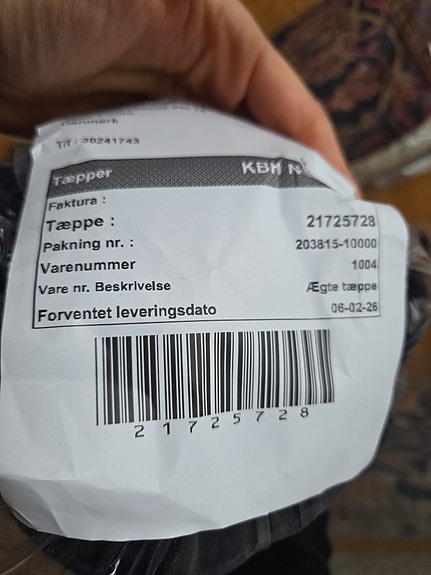 Danmark
Tlf : 30241743
Tæpper KBH N
Faktura :
Tæppe : 21725728
Pakning nr. : 203815-10000
Varenummer 1004
Vare nr. Beskrivelse Ægte tæppe
Forventet leveringsdato 06-02-26
21725728